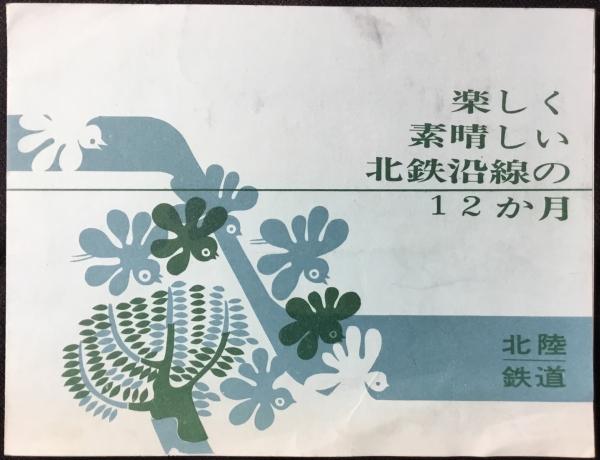 楽しく
素晴しい
北鉄沿線の
12か月
北陸
鉄道